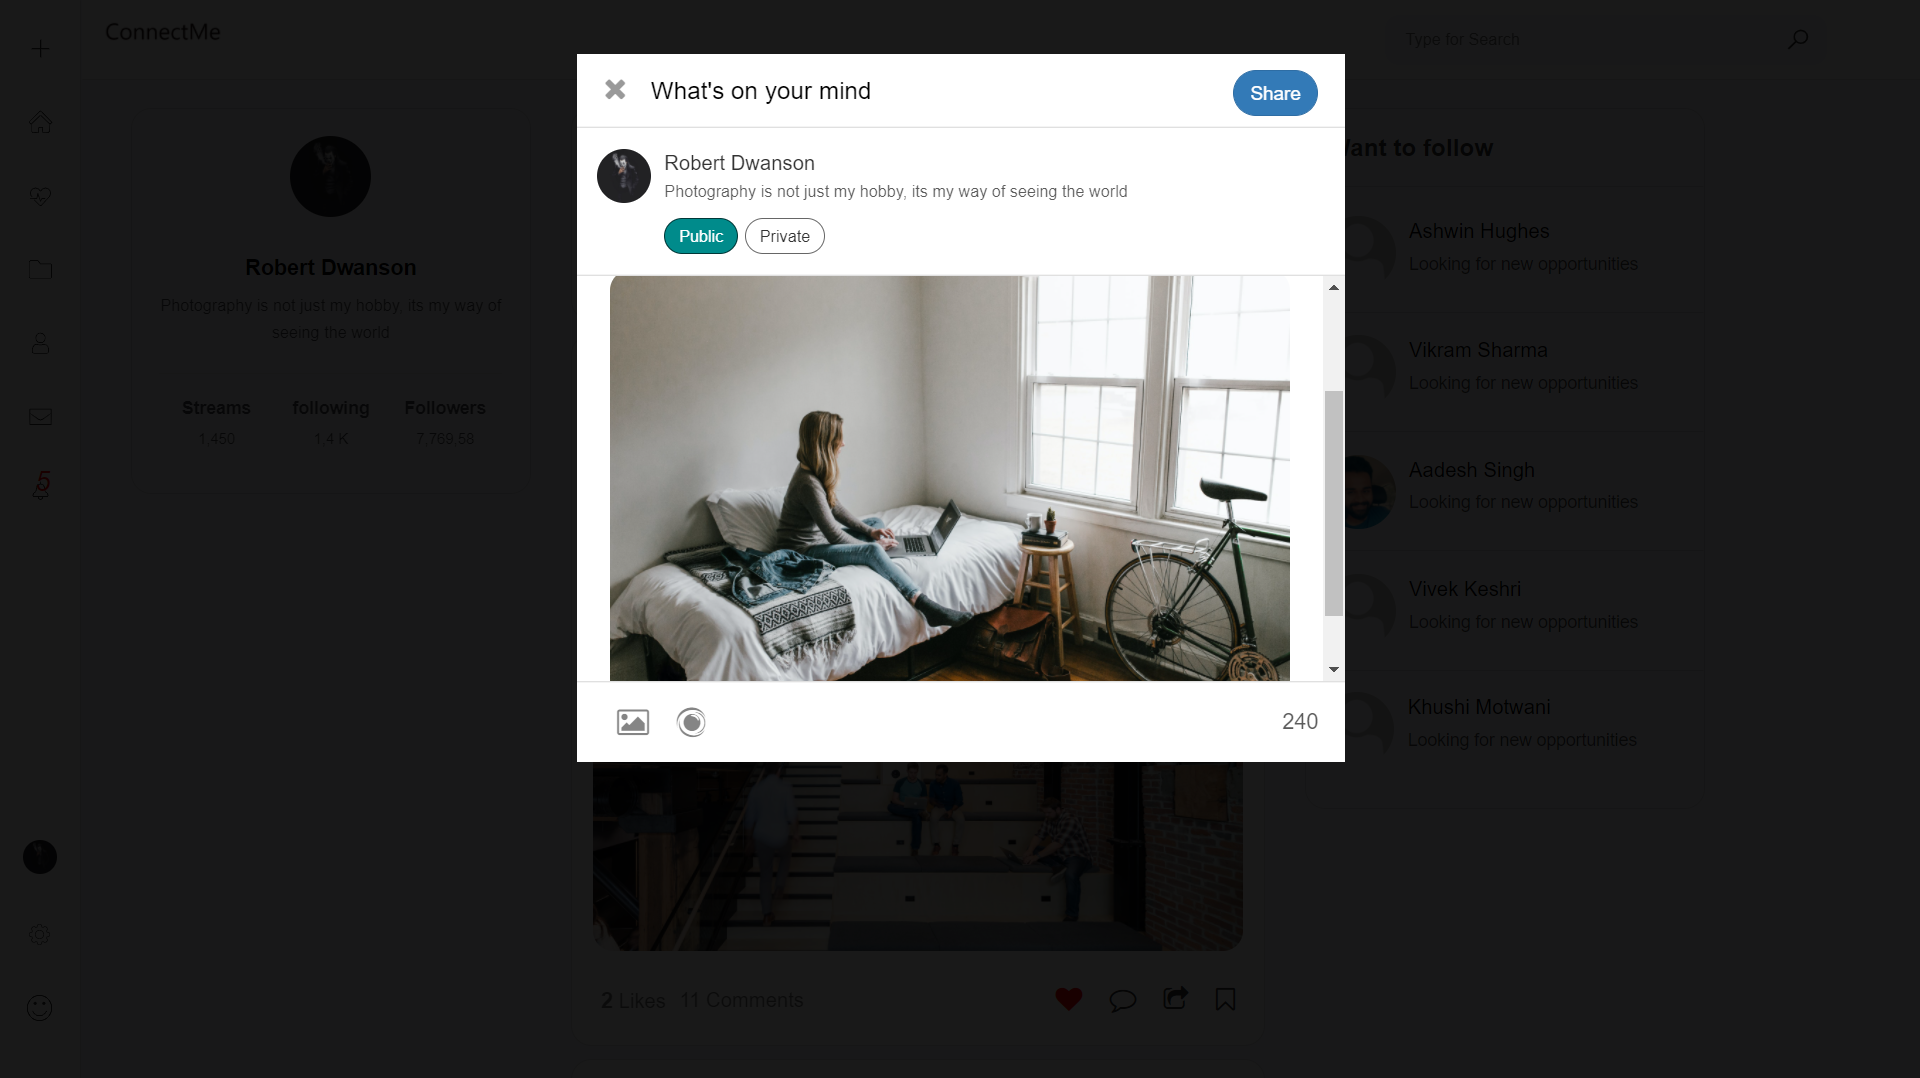 ConnectMe
Type for Search
What's on your mind
Share
Robert Dwanson
Photography is not just my hobby, its my way of seeing the world
Public
Private
240
Robert Dwanson
Photography is not just my hobby, its my way of
seeing the world
Streams
following
Followers
1,450
1,4 K
7,769,58
5
ant to follow
Ashwin Hughes
Looking for new opportunities
Vikram Sharma
Looking for new opportunities
Aadesh Singh
Looking for new opportunities
Vivek Keshri
Looking for new opportunities
Khushi Motwani
Looking for new opportunities
2 Likes
11 Comments